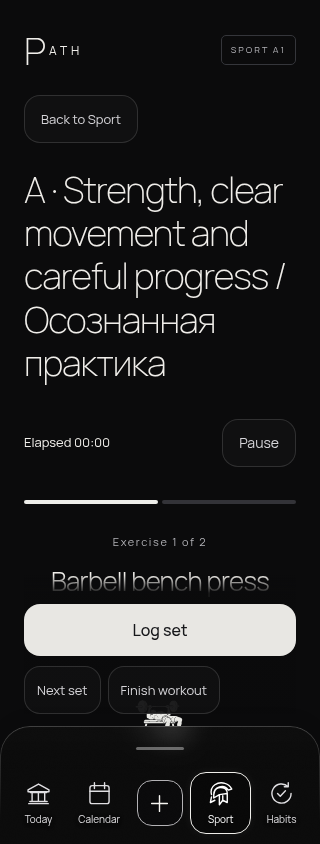 PATH
SPORT A1
Back to Sport
A · Strength, clear
movement and
careful progress /
Осознанная
практика
Elapsed 00:00
Pause
Exercise 1 of 2
Barbell bench press
Log set
Next set
Finish workout
Today
Calendar
Sport
Habits